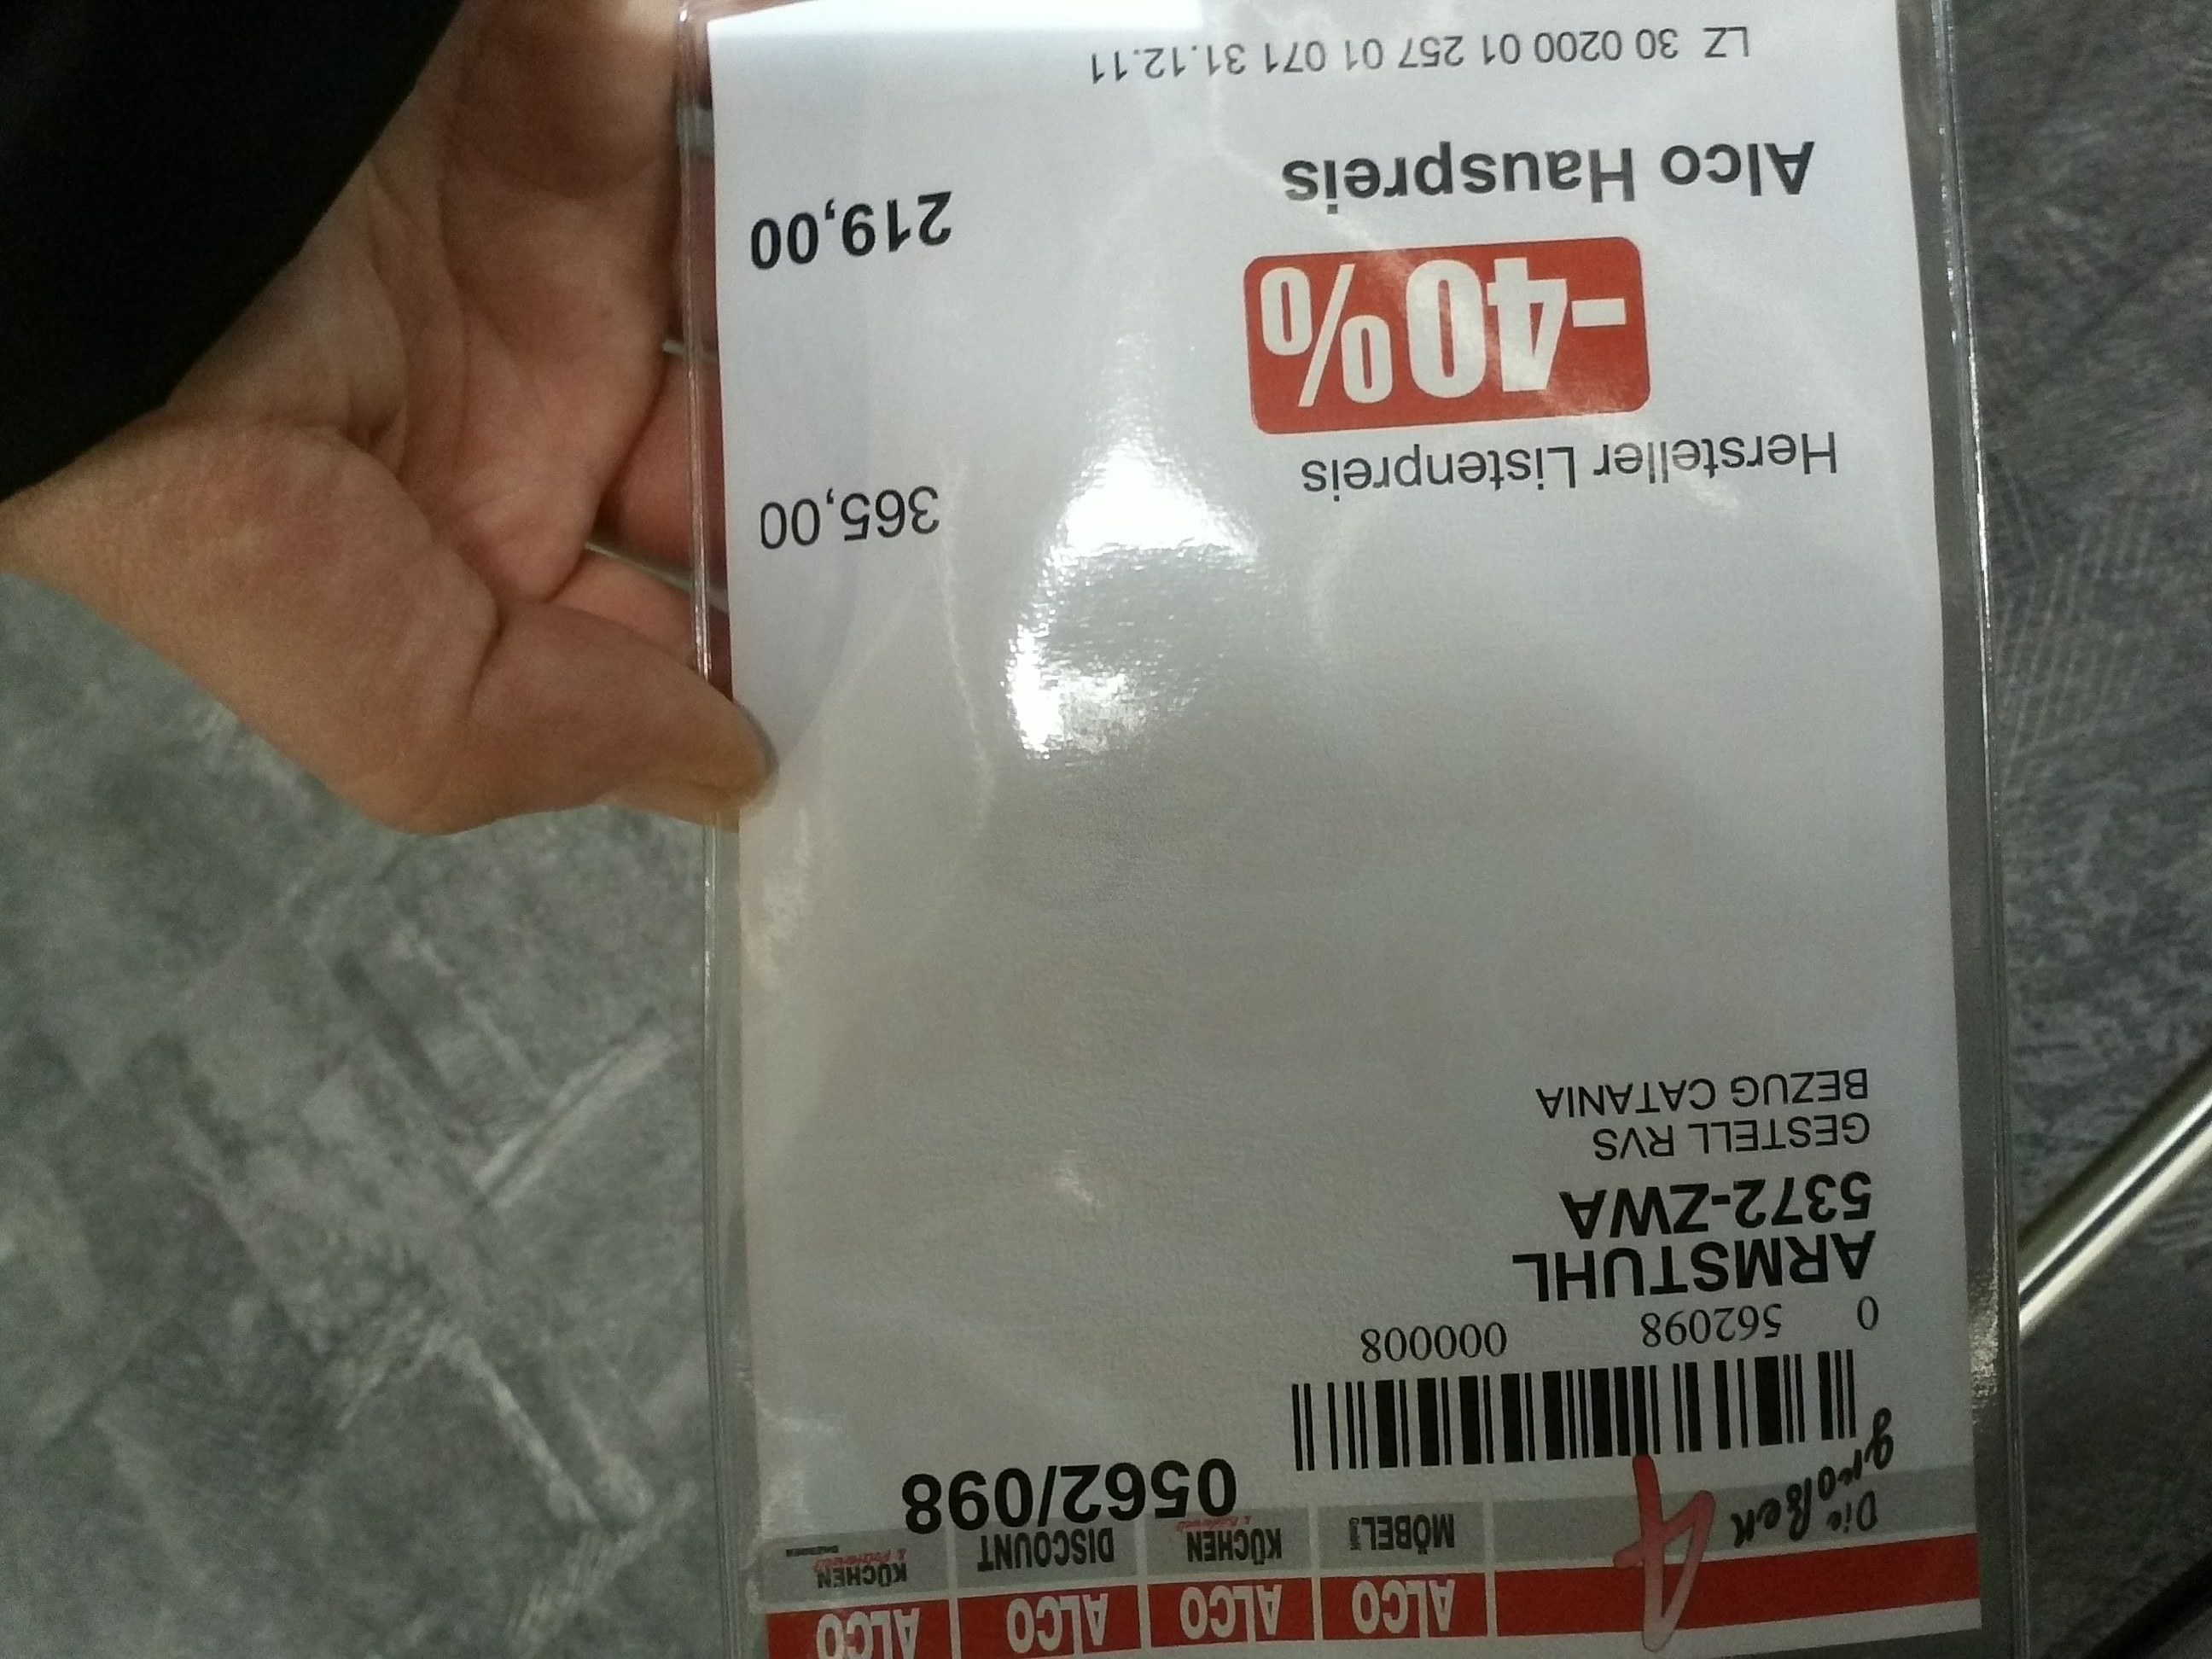 Die großen 4
ALCO ALCO ALCO ALCO
MÖBEL KÜCHEN DISCOUNT KÜCHEN
0562/098
0 562098 000008
ARMSTUHL
5372-ZWA
GESTELL RVS
BEZUG CATANIA
Hersteller Listenpreis 365,00
-40%
Alco Hauspreis 219,00
LZ 30 0200 01 257 01 071 31.12.11